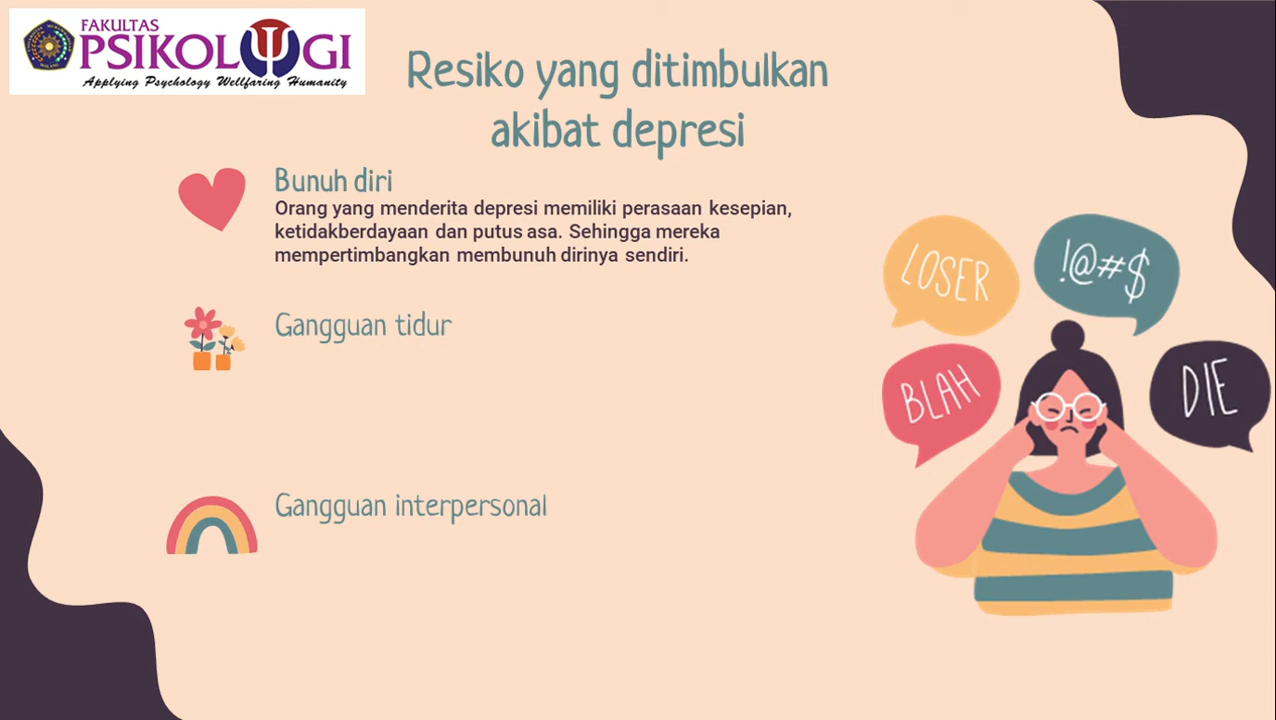 FAKULTAS
PSIKOLOGI
Applying Psychology Wellfaring Humanity
Resiko yang ditimbulkan
akibat depresi
Bunuh diri
Orang yang menderita depresi memiliki perasaan kesepian,
ketidakberdayaan dan putus asa. Sehingga mereka
mempertimbangkan membunuh dirinya sendiri.
Gangguan tidur
Gangguan interpersonal
LOSER
!@#$
BLAH
DIE